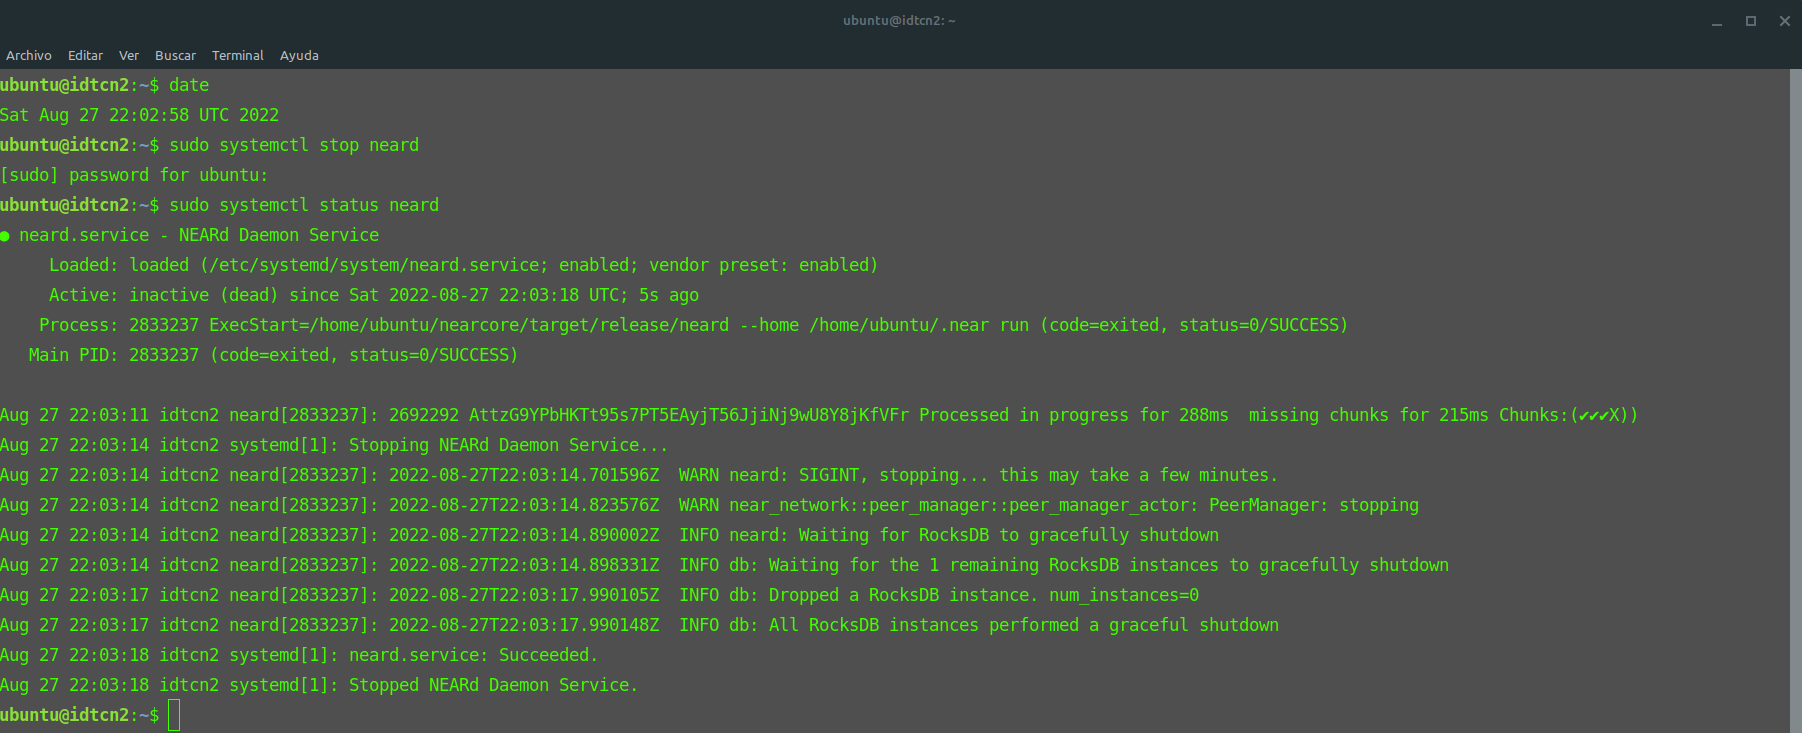 ubuntu@idtcn2: ~
Archivo Editar Ver Buscar Terminal Ayuda
ubuntu@idtcn2:~$ date
Sat Aug 27 22:02:58 UTC 2022
ubuntu@idtcn2:~$ sudo systemctl stop neard
[sudo] password for ubuntu:
ubuntu@idtcn2:~$ sudo systemctl status neard
● neard.service - NEARd Daemon Service
     Loaded: loaded (/etc/systemd/system/neard.service; enabled; vendor preset: enabled)
     Active: inactive (dead) since Sat 2022-08-27 22:03:18 UTC; 5s ago
    Process: 2833237 ExecStart=/home/ubuntu/nearcore/target/release/neard --home /home/ubuntu/.near run (code=exited, status=0/SUCCESS)
   Main PID: 2833237 (code=exited, status=0/SUCCESS)
Aug 27 22:03:11 idtcn2 neard[2833237]: 2692292 AttzG9YPbHKTt95s7PT5EAyjT56JjiNj9wU8Y8jKfVFr Processed in progress for 288ms  missing chunks for 215ms Chunks:(✔✔✔X))
Aug 27 22:03:14 idtcn2 systemd[1]: Stopping NEARd Daemon Service...
Aug 27 22:03:14 idtcn2 neard[2833237]: 2022-08-27T22:03:14.701596Z  WARN neard: SIGINT, stopping... this may take a few minutes.
Aug 27 22:03:14 idtcn2 neard[2833237]: 2022-08-27T22:03:14.823576Z  WARN near_network::peer_manager::peer_manager_actor: PeerManager: stopping
Aug 27 22:03:14 idtcn2 neard[2833237]: 2022-08-27T22:03:14.890002Z  INFO neard: Waiting for RocksDB to gracefully shutdown
Aug 27 22:03:14 idtcn2 neard[2833237]: 2022-08-27T22:03:14.898331Z  INFO db: Waiting for the 1 remaining RocksDB instances to gracefully shutdown
Aug 27 22:03:17 idtcn2 neard[2833237]: 2022-08-27T22:03:17.990105Z  INFO db: Dropped a RocksDB instance. num_instances=0
Aug 27 22:03:17 idtcn2 neard[2833237]: 2022-08-27T22:03:17.990148Z  INFO db: All RocksDB instances performed a graceful shutdown
Aug 27 22:03:18 idtcn2 systemd[1]: neard.service: Succeeded.
Aug 27 22:03:18 idtcn2 systemd[1]: Stopped NEARd Daemon Service.
ubuntu@idtcn2:~$